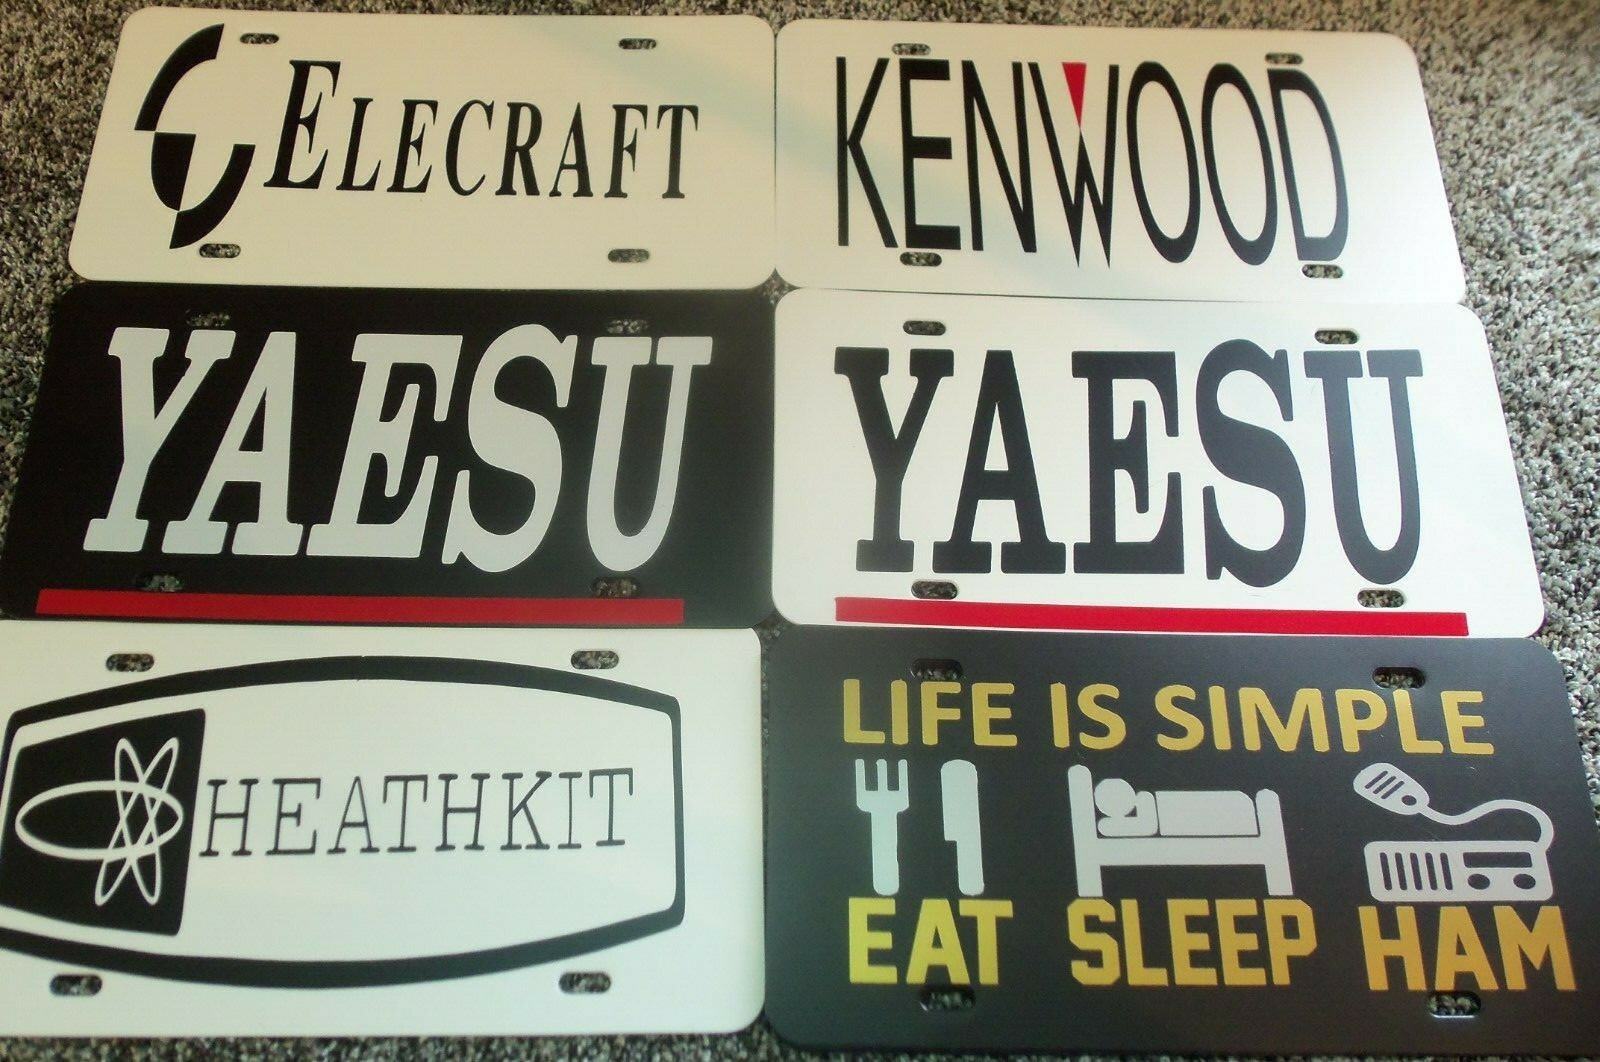 ELECRAFT
KENWOOD
YAESU
YAESU
HEATHKIT
LIFE IS SIMPLE
EAT SLEEP HAM